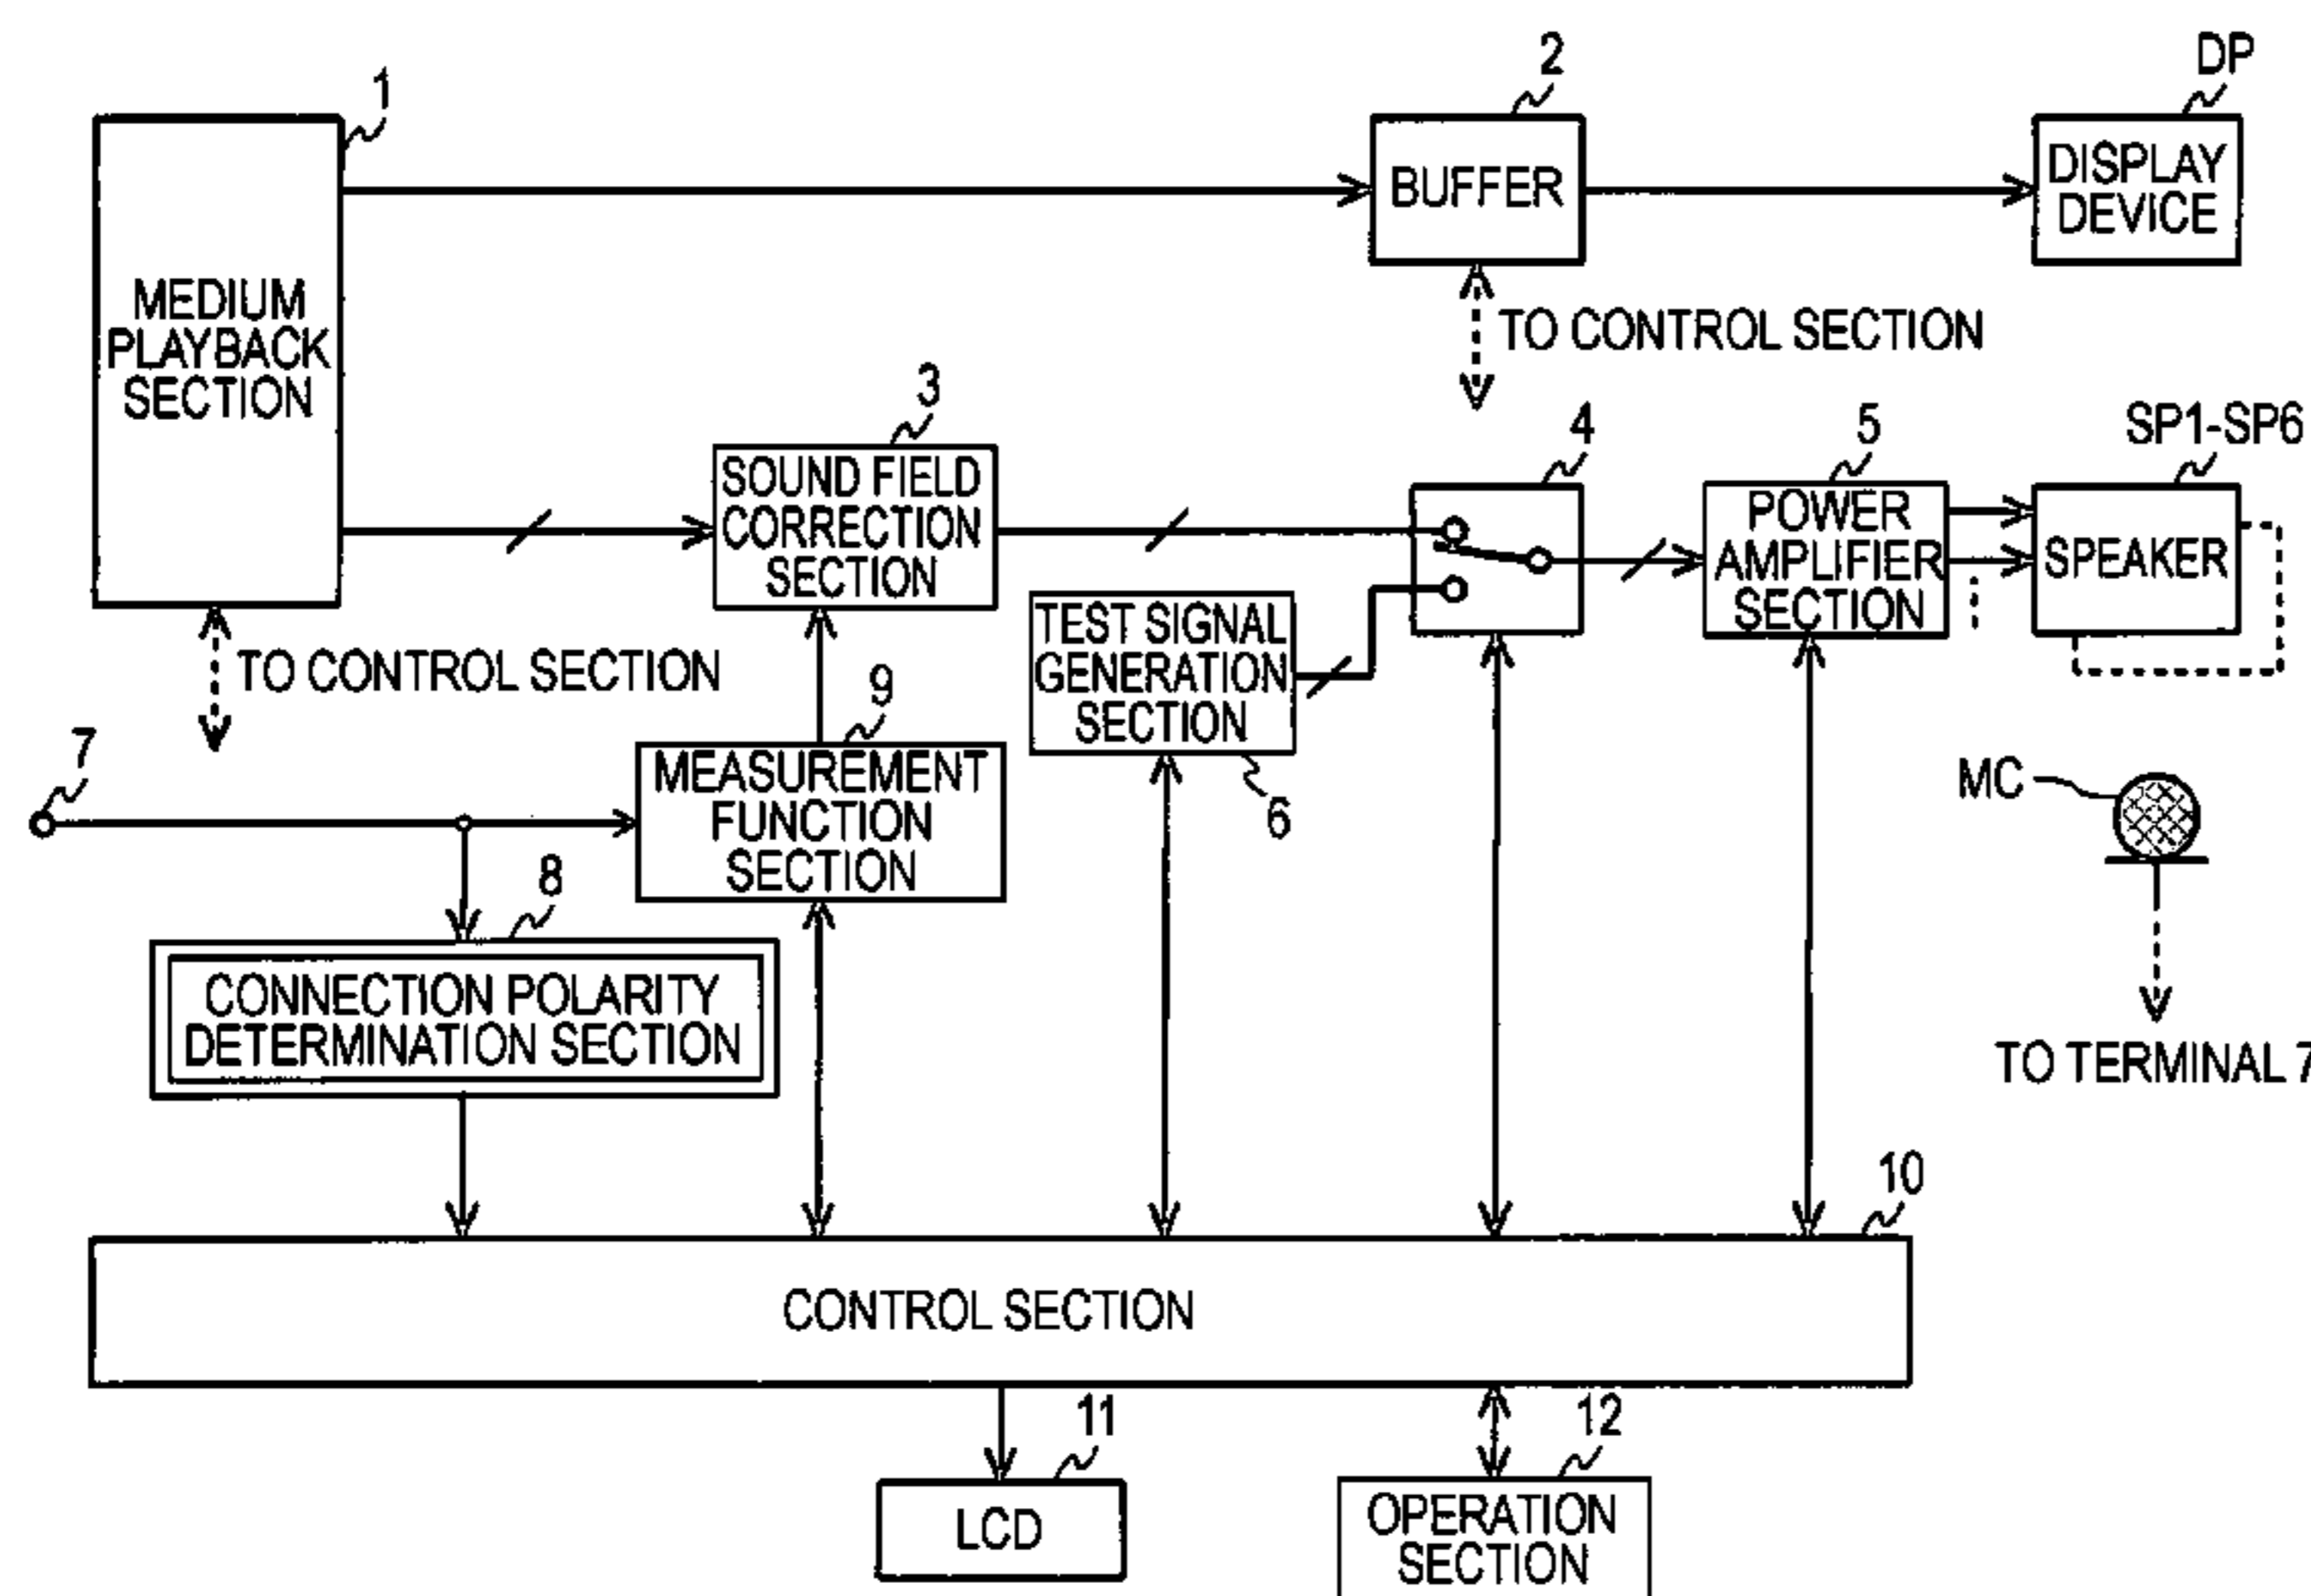 1
2
DP
MEDIUM
PLAYBACK
SECTION
BUFFER
DISPLAY
DEVICE
TO CONTROL SECTION
3
4
5
SP1-SP6
SOUND FIELD
CORRECTION
SECTION
POWER
AMPLIFIER
SECTION
SPEAKER
TEST SIGNAL
GENERATION
SECTION
6
TO CONTROL SECTION
7
9
MEASUREMENT
FUNCTION
SECTION
MC
8
CONNECTION POLARITY
DETERMINATION SECTION
TO TERMINAL 7
10
CONTROL SECTION
11
12
LCD
OPERATION
SECTION